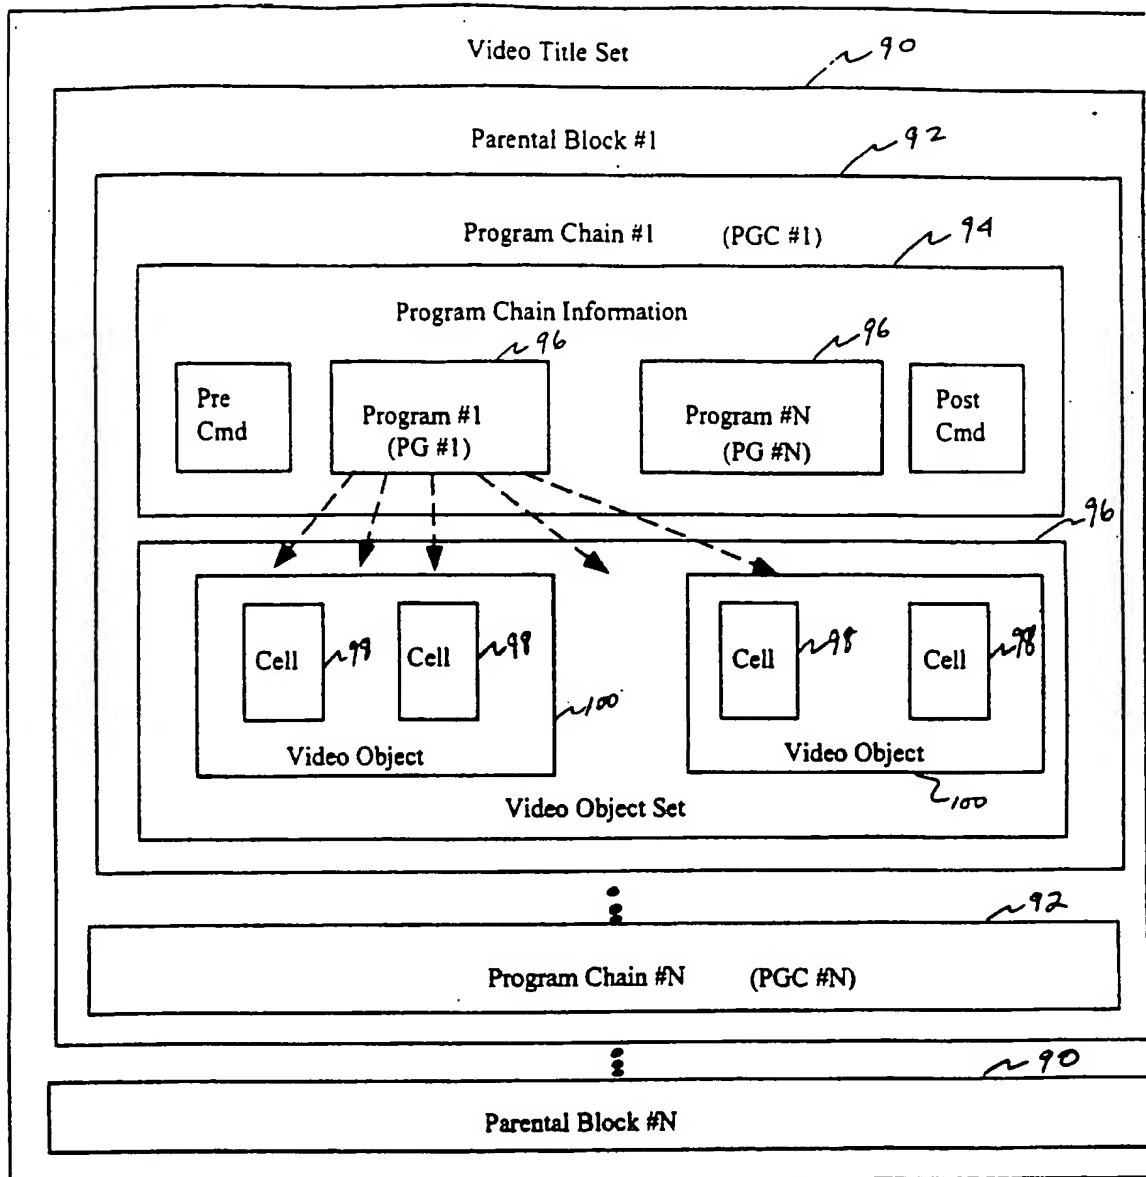 Video Title Set
90
Parental Block #1
92
Program Chain #1 (PGC #1)
94
Program Chain Information
96
96
Pre
Cmd
Program #1
(PG #1)
Program #N
(PG #N)
Post
Cmd
96
Cell
98
Cell
98
Cell
98
Cell
98
100
Video Object
Video Object
100
Video Object Set
92
Program Chain #N (PGC #N)
90
Parental Block #N